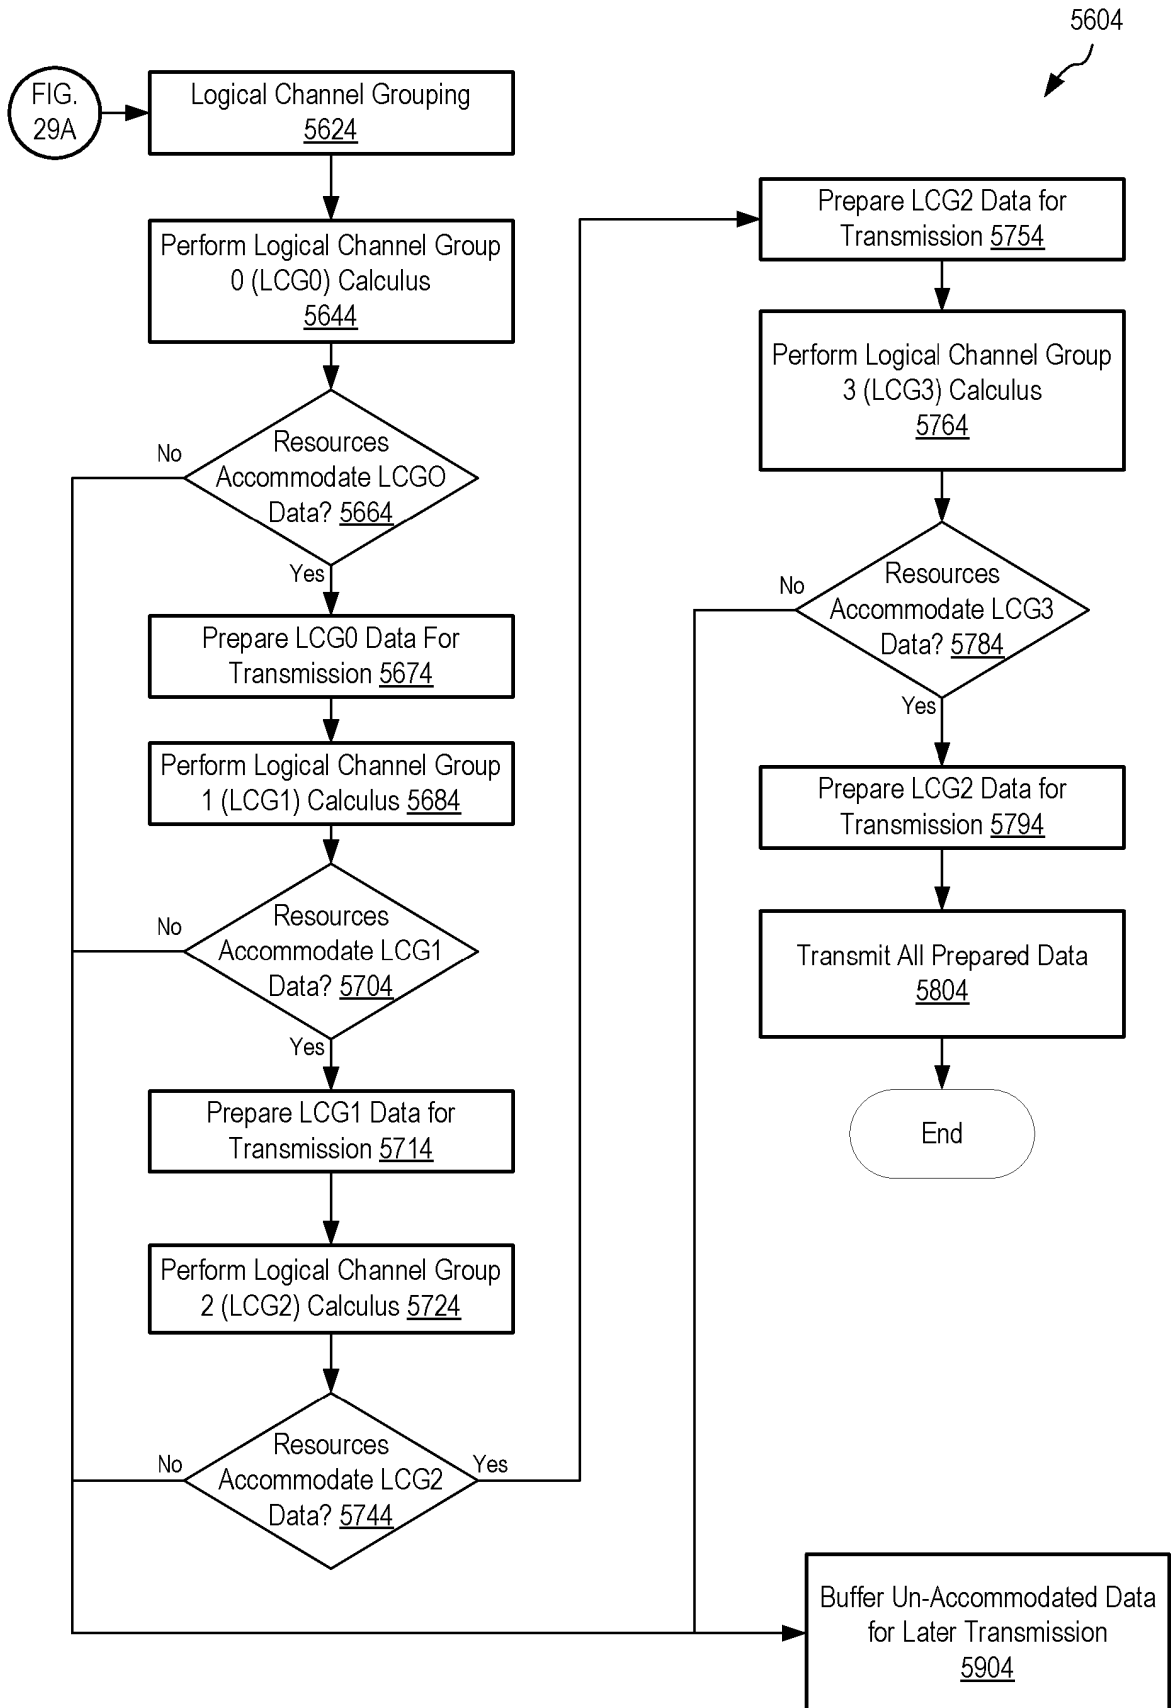 5604
FIG.
29A
Logical Channel Grouping
5624
Perform Logical Channel Group
0 (LCG0) Calculus
5644
No
Resources
Accommodate LCGO
Data? 5664
Yes
Prepare LCG0 Data For
Transmission 5674
Perform Logical Channel Group
1 (LCG1) Calculus 5684
No
Resources
Accommodate LCG1
Data? 5704
Yes
Prepare LCG1 Data for
Transmission 5714
Perform Logical Channel Group
2 (LCG2) Calculus 5724
No
Resources
Accommodate LCG2
Data? 5744
Yes
Prepare LCG2 Data for
Transmission 5754
Perform Logical Channel Group
3 (LCG3) Calculus
5764
No
Resources
Accommodate LCG3
Data? 5784
Yes
Prepare LCG2 Data for
Transmission 5794
Transmit All Prepared Data
5804
End
Buffer Un-Accommodated Data
for Later Transmission
5904